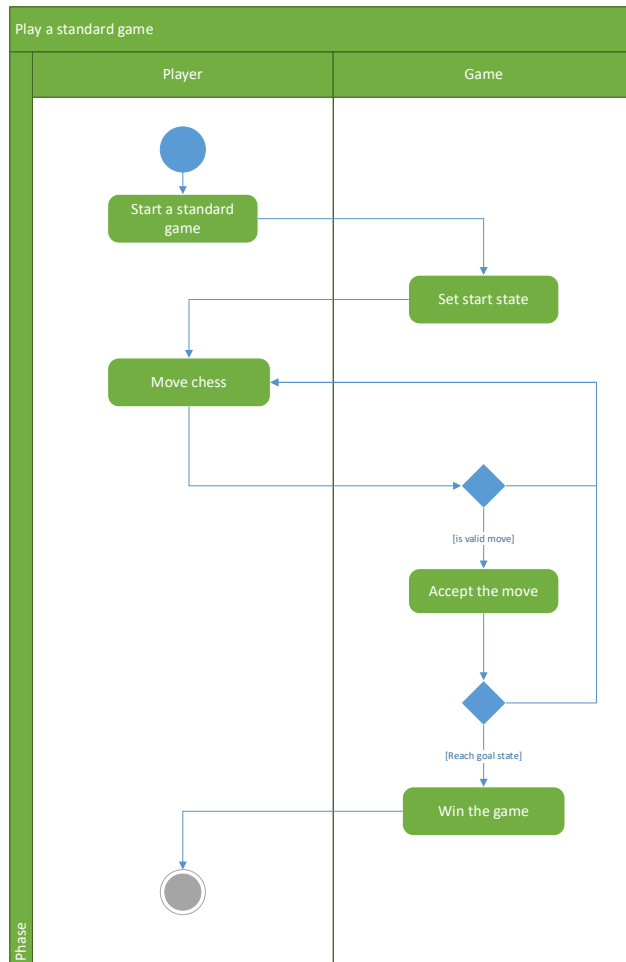 Play a standard game
Player
Game
Start a standard
game
Set start state
Move chess
[is valid move]
Accept the move
[Reach goal state]
Win the game
Phase